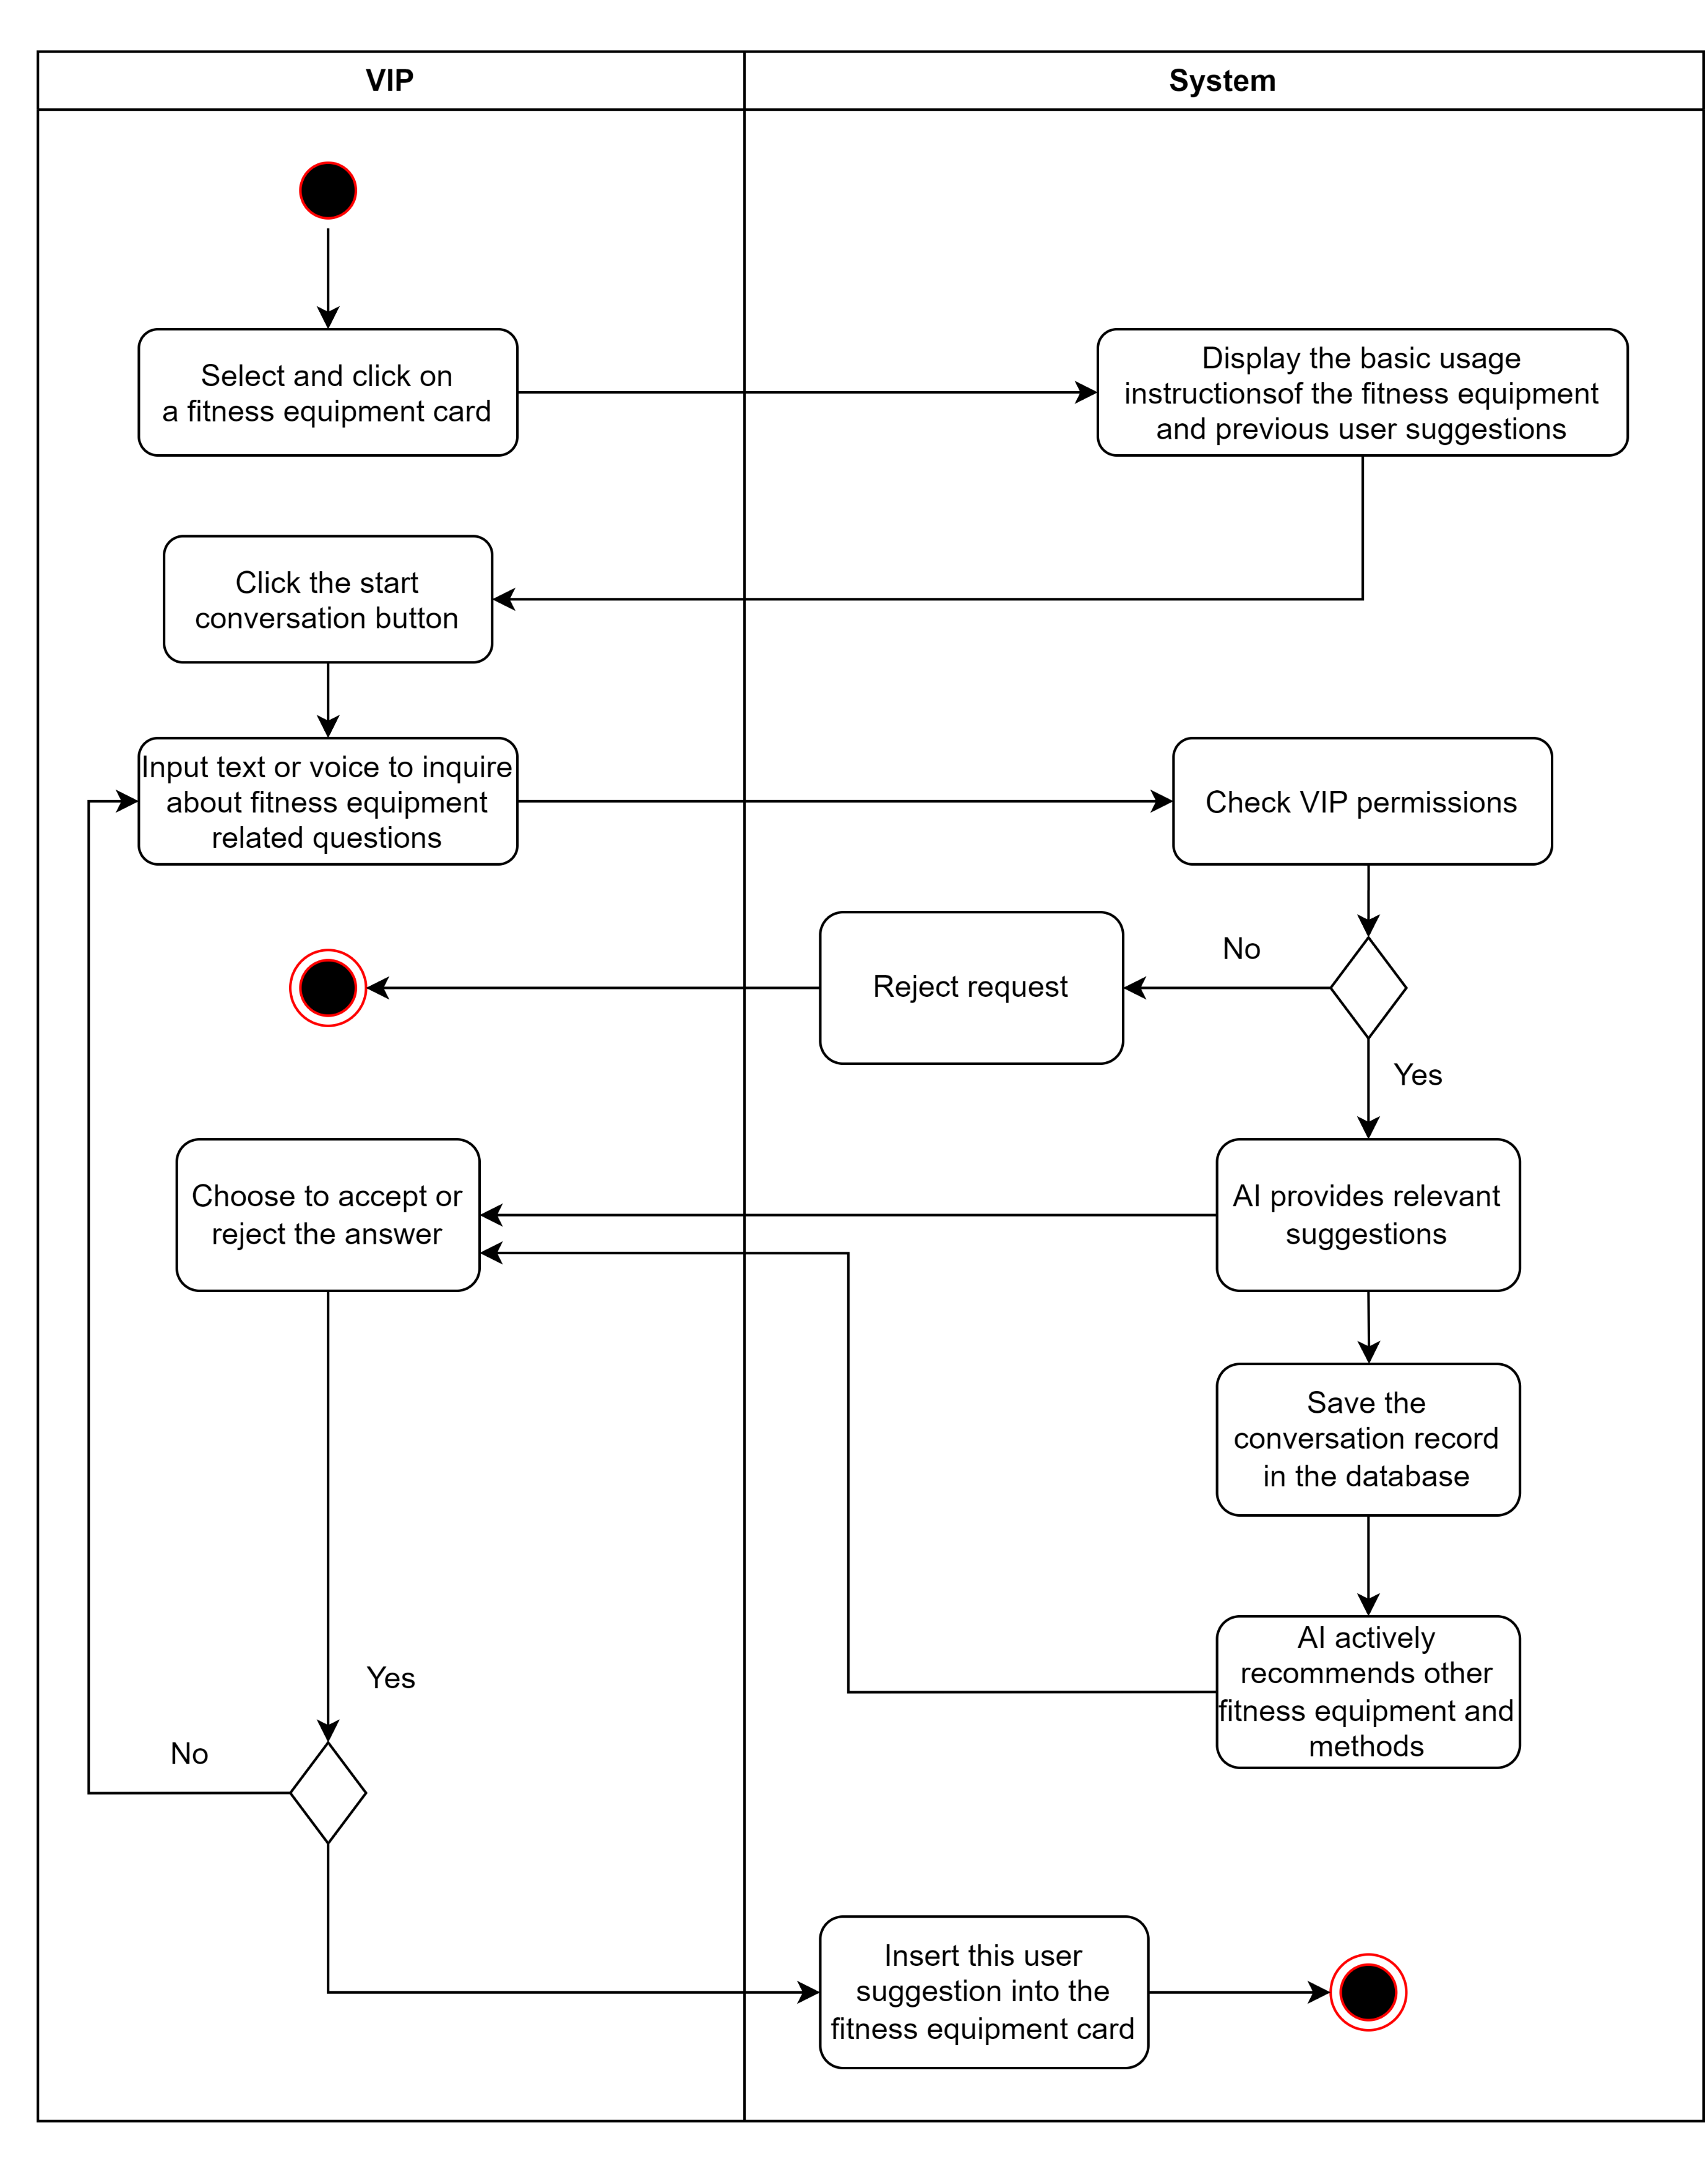 VIP
System
Select and click on
a fitness equipment card
Display the basic usage
instructionsof the fitness equipment
and previous user suggestions
Click the start
conversation button
Input text or voice to inquire
about fitness equipment
related questions
Check VIP permissions
No
Reject request
Yes
Choose to accept or
reject the answer
AI provides relevant
suggestions
Save the
conversation record
in the database
AI actively
recommends other
fitness equipment and
methods
Yes
No
Insert this user
suggestion into the
fitness equipment card